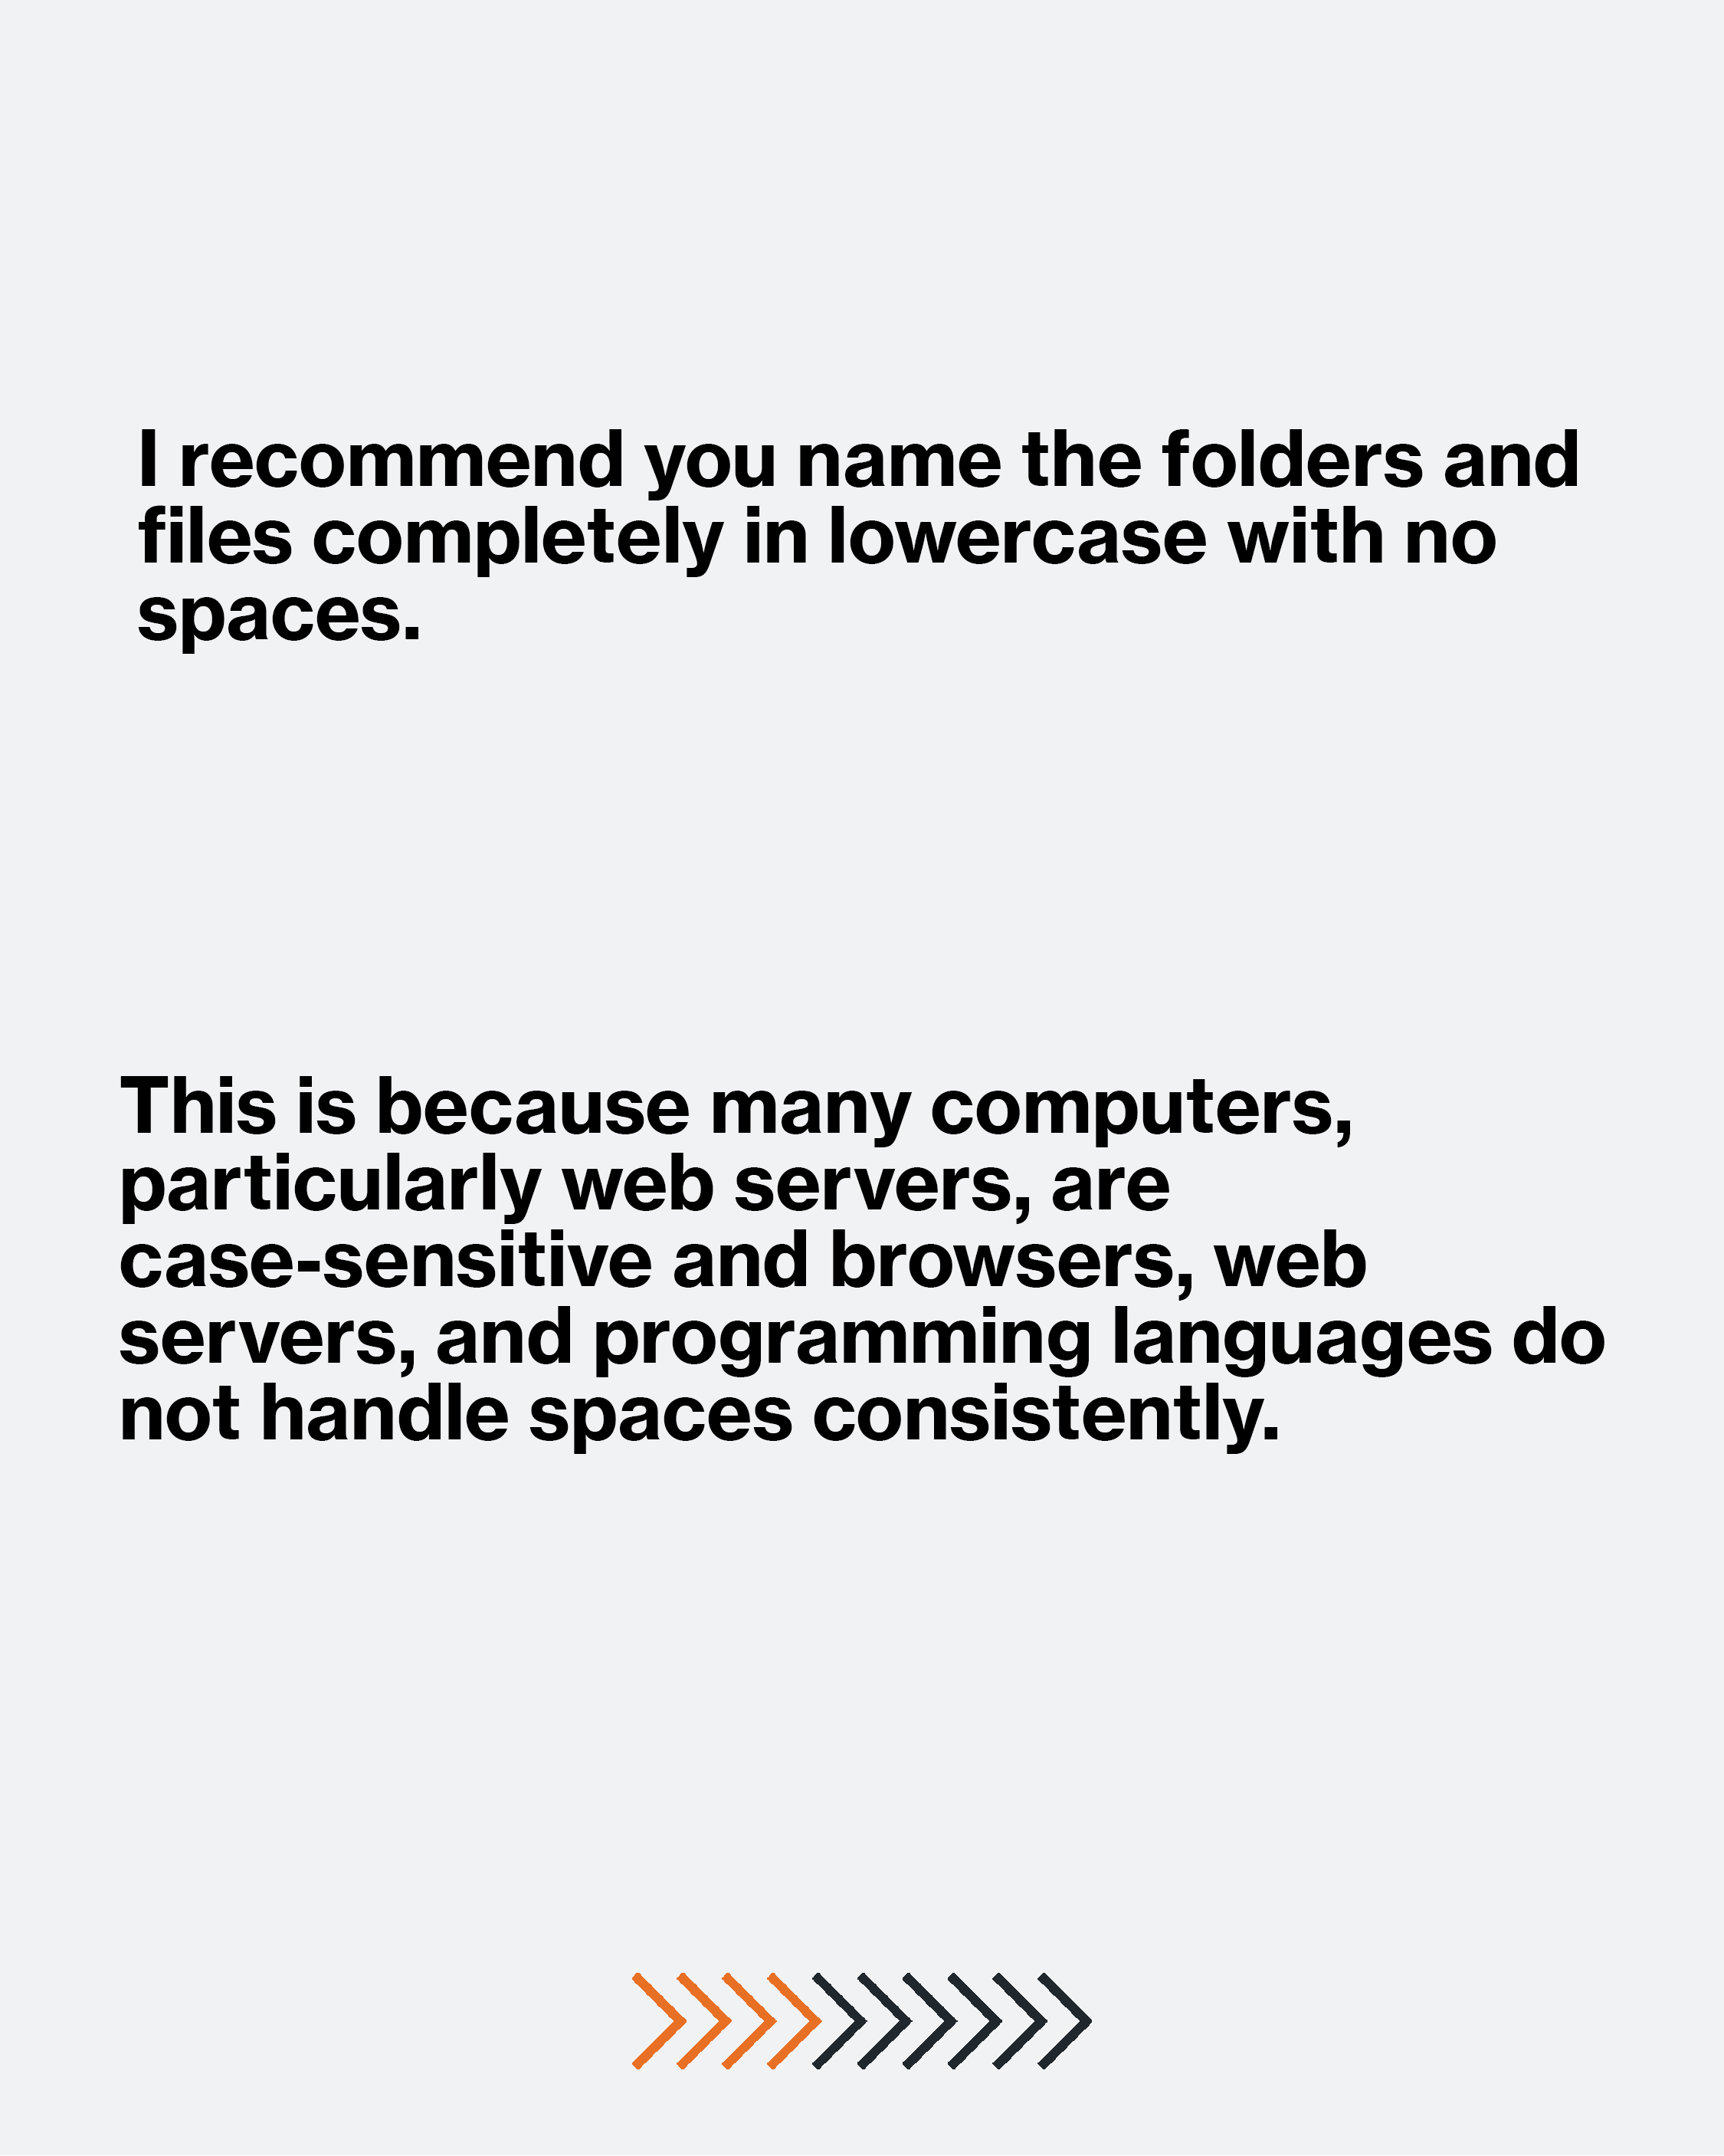 I recommend you name the folders and
files completely in lowercase with no
spaces.
This is because many computers,
particularly web servers, are
case-sensitive and browsers, web
servers, and programming languages do
not handle spaces consistently.